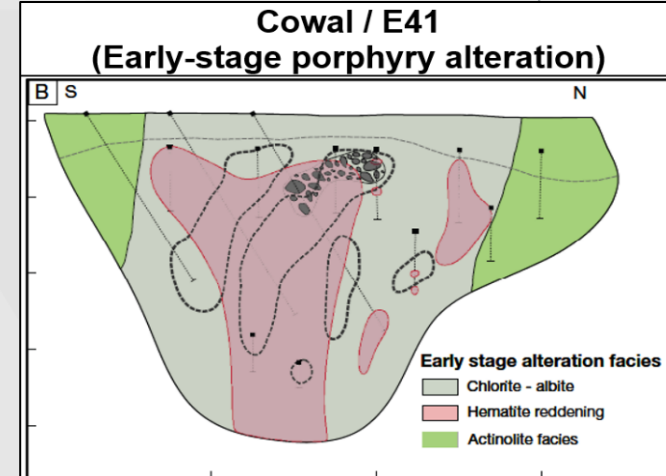 Cowal / E41
(Early-stage porphyry alteration)
B S N
Early stage alteration facies
Chlorite - albite
Hematite reddening
Actinolite facies